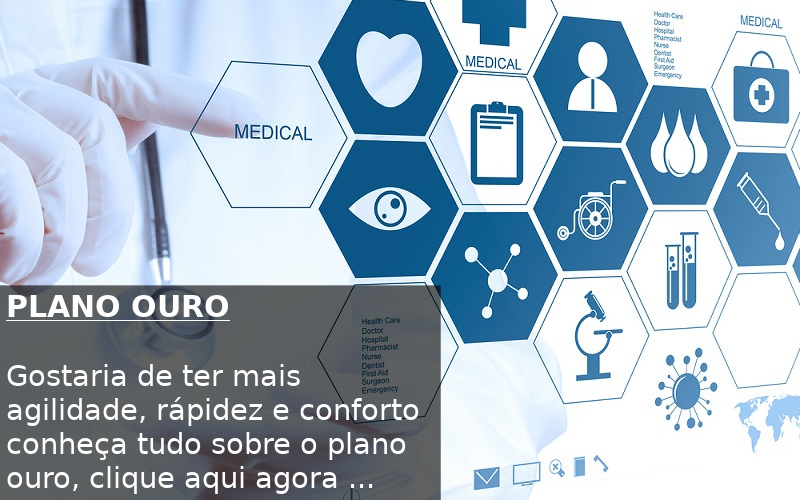 MEDICAL
MEDICAL
Health Care
Doctor
Hospital
Pharmacist
Nurse
Dentist
First Aid
Surgeon
Emergency
MEDICAL
Health Care
Doctor
Hospital
Pharmacist
Nurse
Dentist
First Aid
Surgeon
Emergency
PLANO OURO
Gostaria de ter mais
agilidade, rápidez e conforto
conheça tudo sobre o plano
ouro, clique aqui agora ...